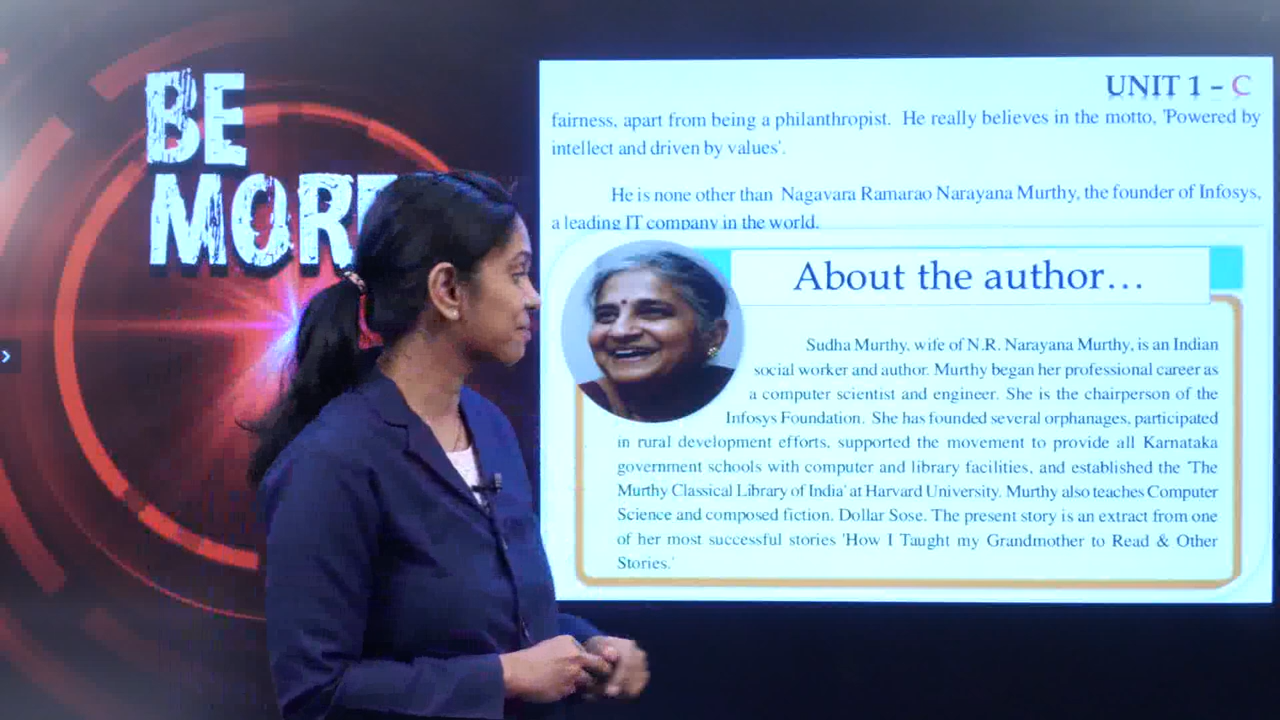 BE
MORE
UNIT 1 – C
fairness, apart from being a philanthropist. He really believes in the motto, 'Powered by
intellect and driven by values'.
He is none other than Nagavara Ramarao Narayana Murthy, the founder of Infosys,
a leading IT company in the world.
About the author...
Sudha Murthy, wife of N.R. Narayana Murthy, is an Indian
social worker and author. Murthy began her professional career as
a computer scientist and engineer. She is the chairperson of the
Infosys Foundation. She has founded several orphanages, participated
in rural development efforts, supported the movement to provide all Karnataka
government schools with computer and library facilities, and established the 'The
Murthy Classical Library of India' at Harvard University. Murthy also teaches Computer
Science and composed fiction. Dollar Sose. The present story is an extract from one
of her most successful stories 'How I Taught my Grandmother to Read & Other
Stories.'